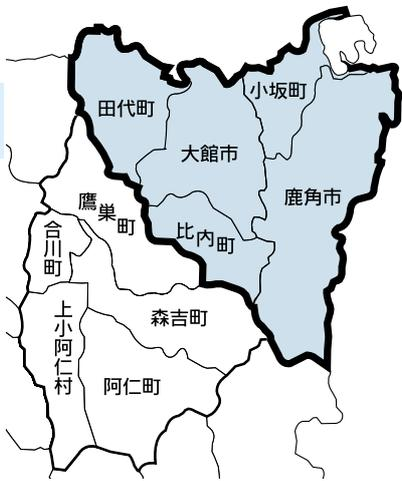 小坂町
田代町
大館市
鹿角市
鷹巣町
比内町
合川町
森吉町
上小阿仁村
阿仁町